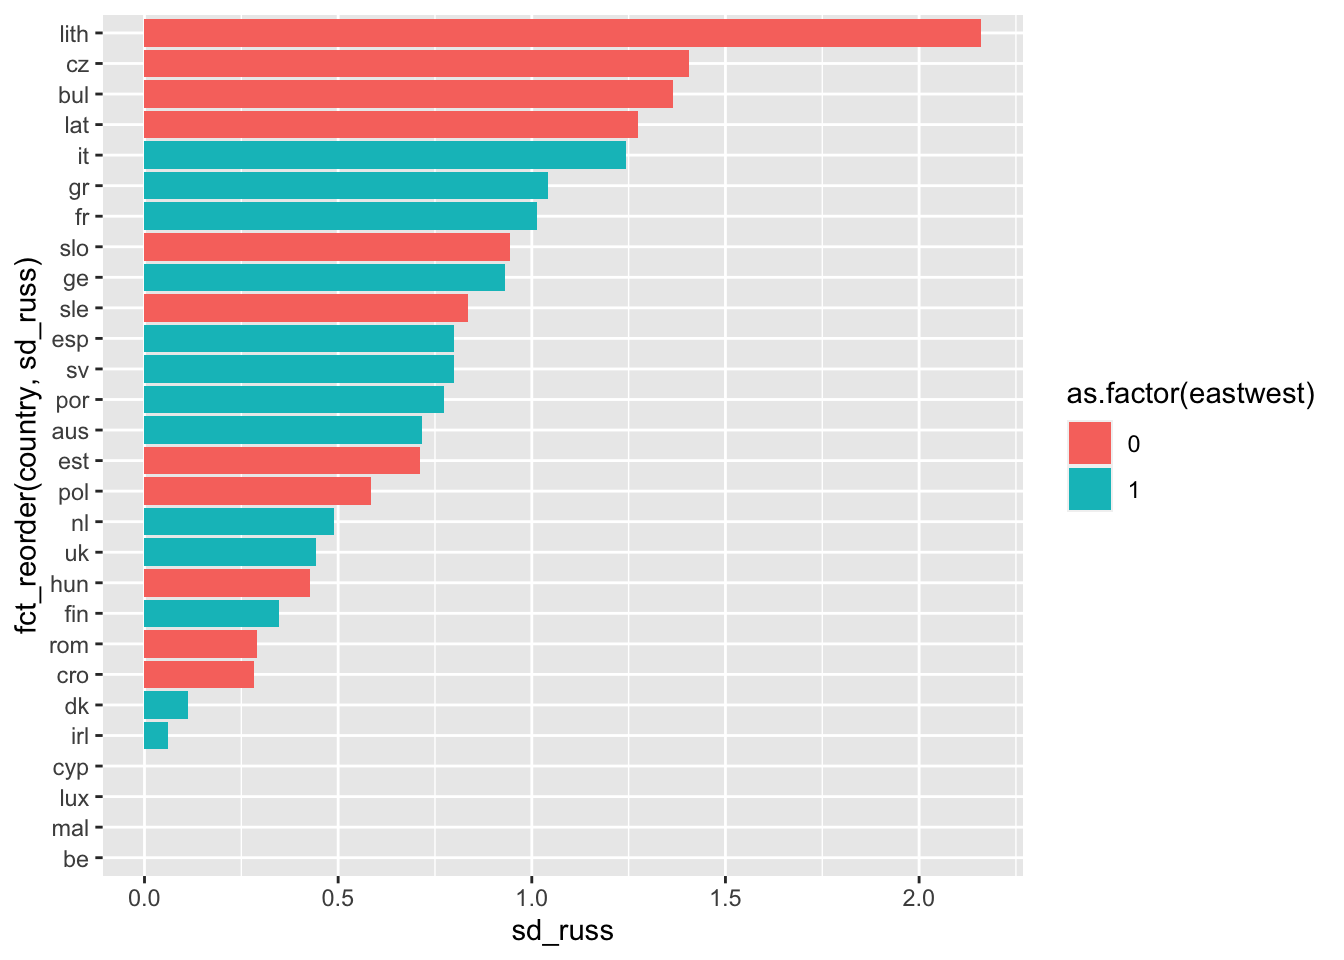 fct_reorder(country, sd_russ)
lith
cz
bul
lat
it
gr
fr
slo
ge
sle
esp
sv
por
aus
est
pol
nl
uk
hun
fin
rom
cro
dk
irl
cyp
lux
mal
be
0.0 0.5 1.0 1.5 2.0
sd_russ
as.factor(eastwest)
0
1